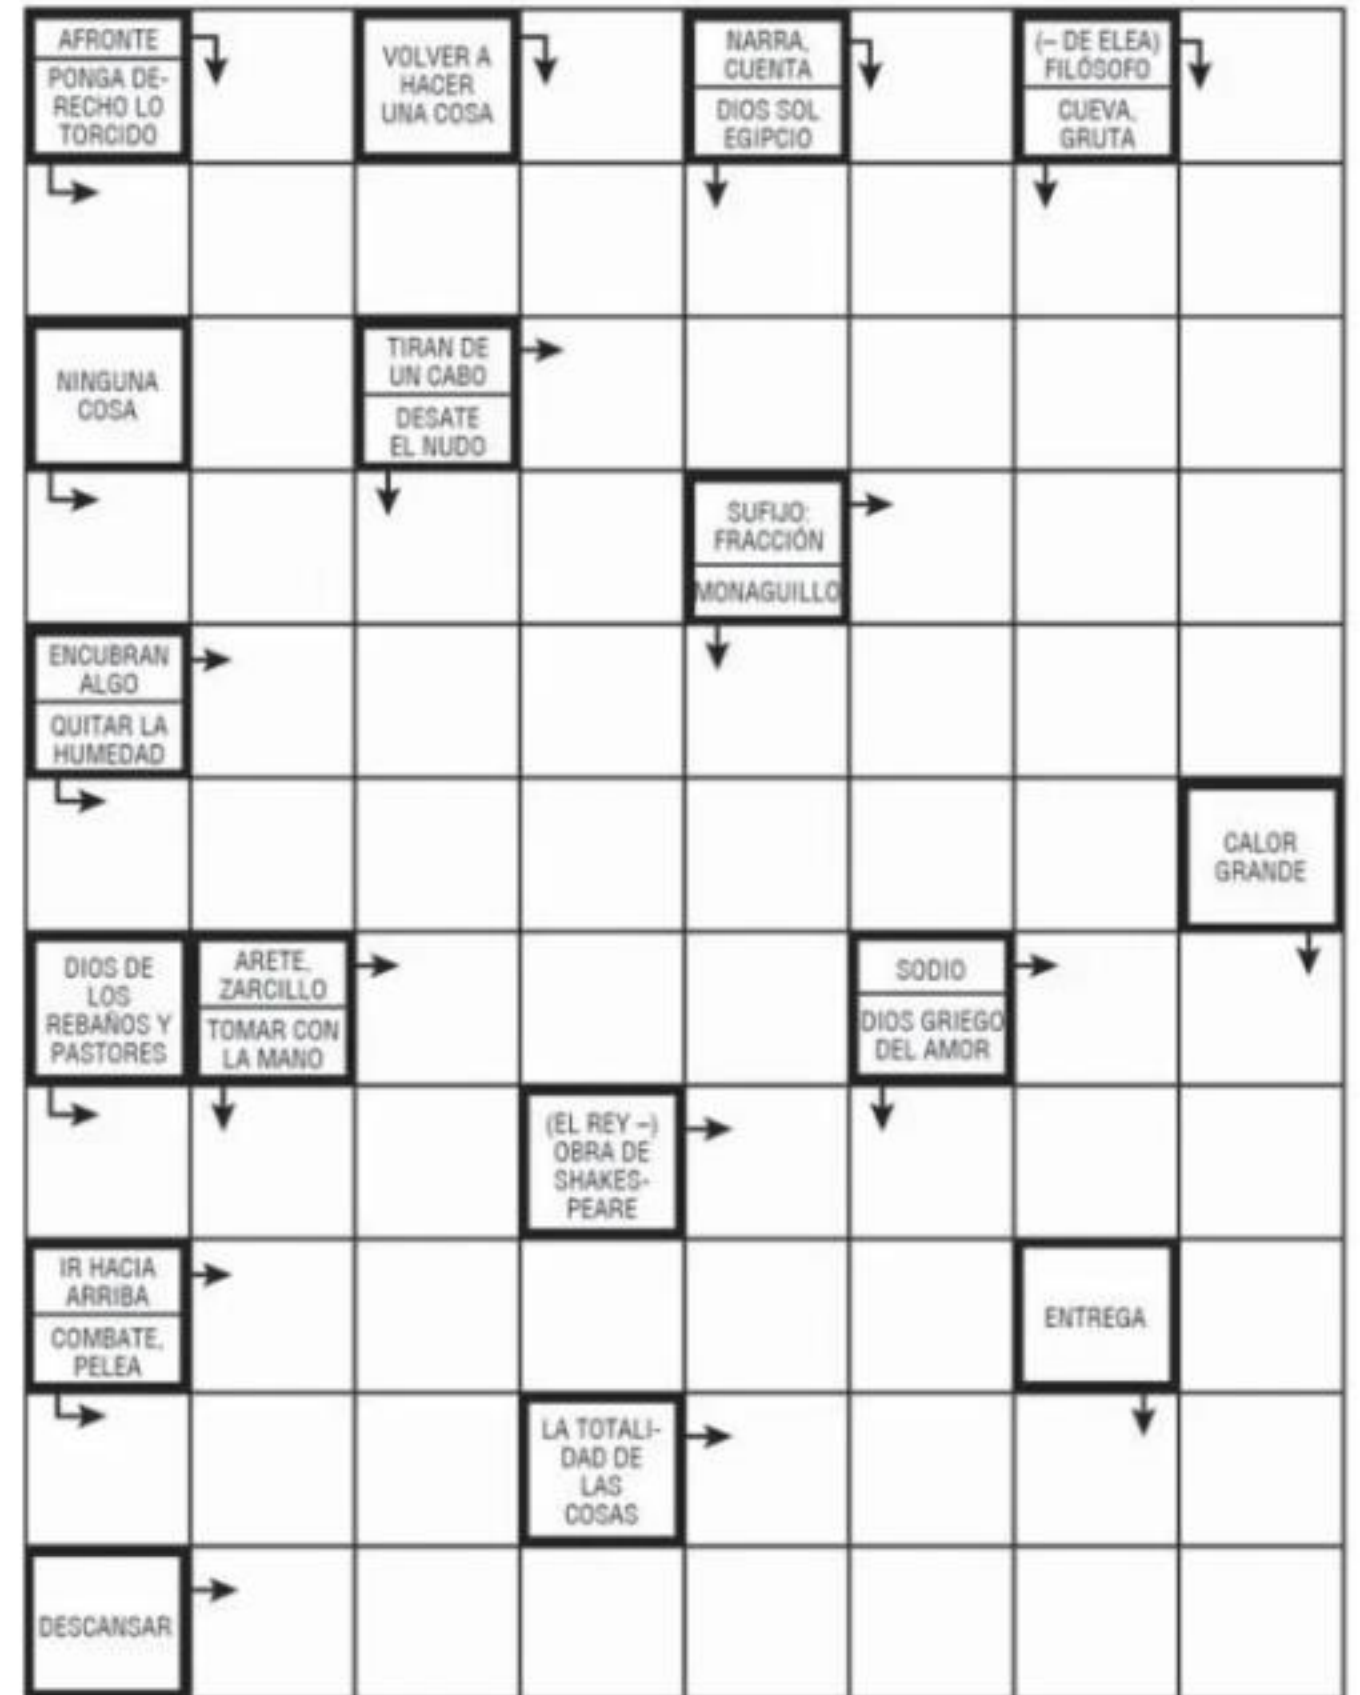 AFRONTE
PONGA DE-
RECHO LO
TORCIDO
VOLVER A
HACER
UNA COSA
NARRA,
CUENTA
DIOS SOL
EGIPCIO
(– DE ELEA)
FILÓSOFO
CUEVA,
GRUTA
NINGUNA
COSA
TIRAN DE
UN CABO
DESATE
EL NUDO
SUFIJO:
FRACCIÓN
MONAGUILLO
ENCUBRAN
ALGO
QUITAR LA
HUMEDAD
CALOR
GRANDE
DIOS DE
LOS
REBAÑOS Y
PASTORES
ARETE,
ZARCILLO
TOMAR CON
LA MANO
SODIO
DIOS GRIEGO
DEL AMOR
(EL REY –)
OBRA DE
SHAKES-
PEARE
IR HACIA
ARRIBA
COMBATE,
PELEA
ENTREGA
LA TOTALI-
DAD DE
LAS
COSAS
DESCANSAR